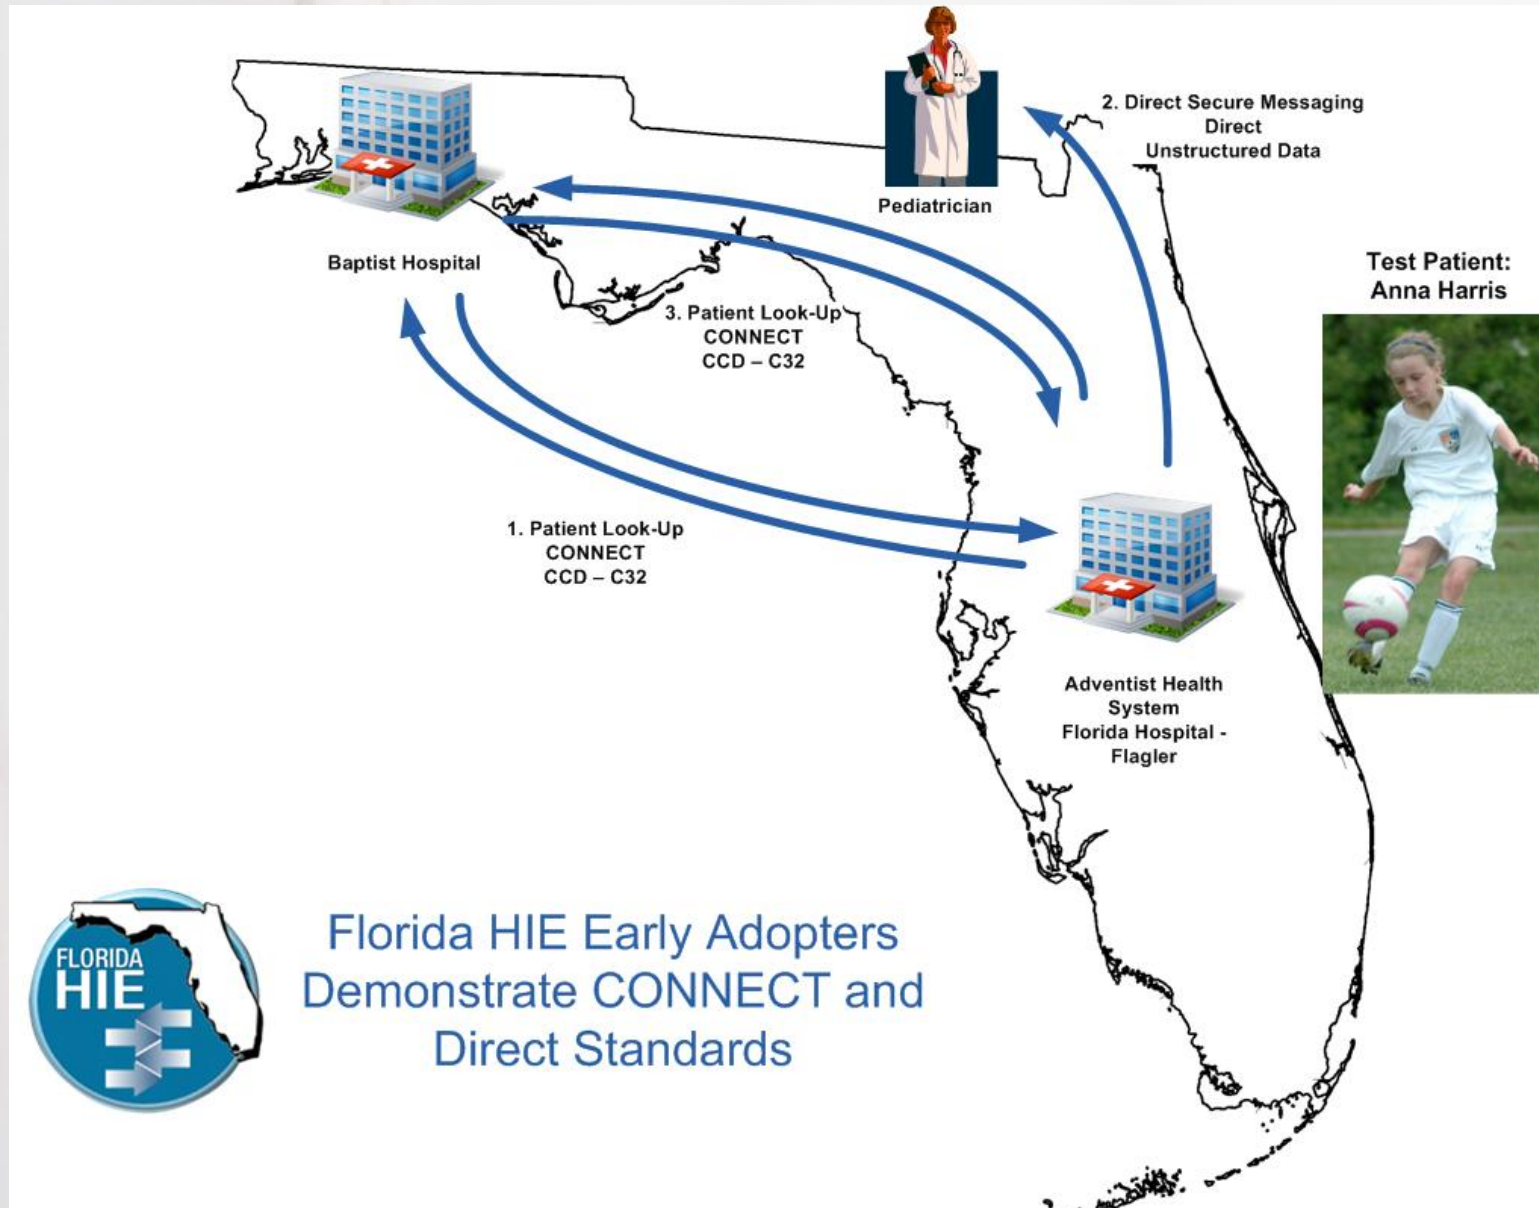 2. Direct Secure Messaging
Direct
Unstructured Data
Pediatrician
Baptist Hospital
Test Patient:
Anna Harris
3. Patient Look-Up
CONNECT
CCD – C32
1. Patient Look-Up
CONNECT
CCD – C32
Adventist Health
System
Florida Hospital -
Flagler
FLORIDA
HIE
Florida HIE Early Adopters
Demonstrate CONNECT and
Direct Standards